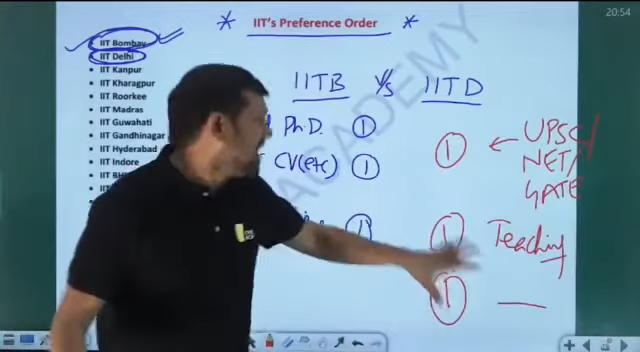 20:54
* IIT's Preference Order *
IIT Bombay
IIT Delhi
IIT Kanpur
IIT Kharagpur
IIT Roorkee
IIT Madras
IIT Guwahati
IIT Gandhinagar
IIT Hyderabad
IIT Indore
IIT
IITB V/s IITD
Ph.D. 1
1 ← UPSC/
NET/
GATE
CV(etc) 1
1
1 Teaching
1 —
ACADEMY